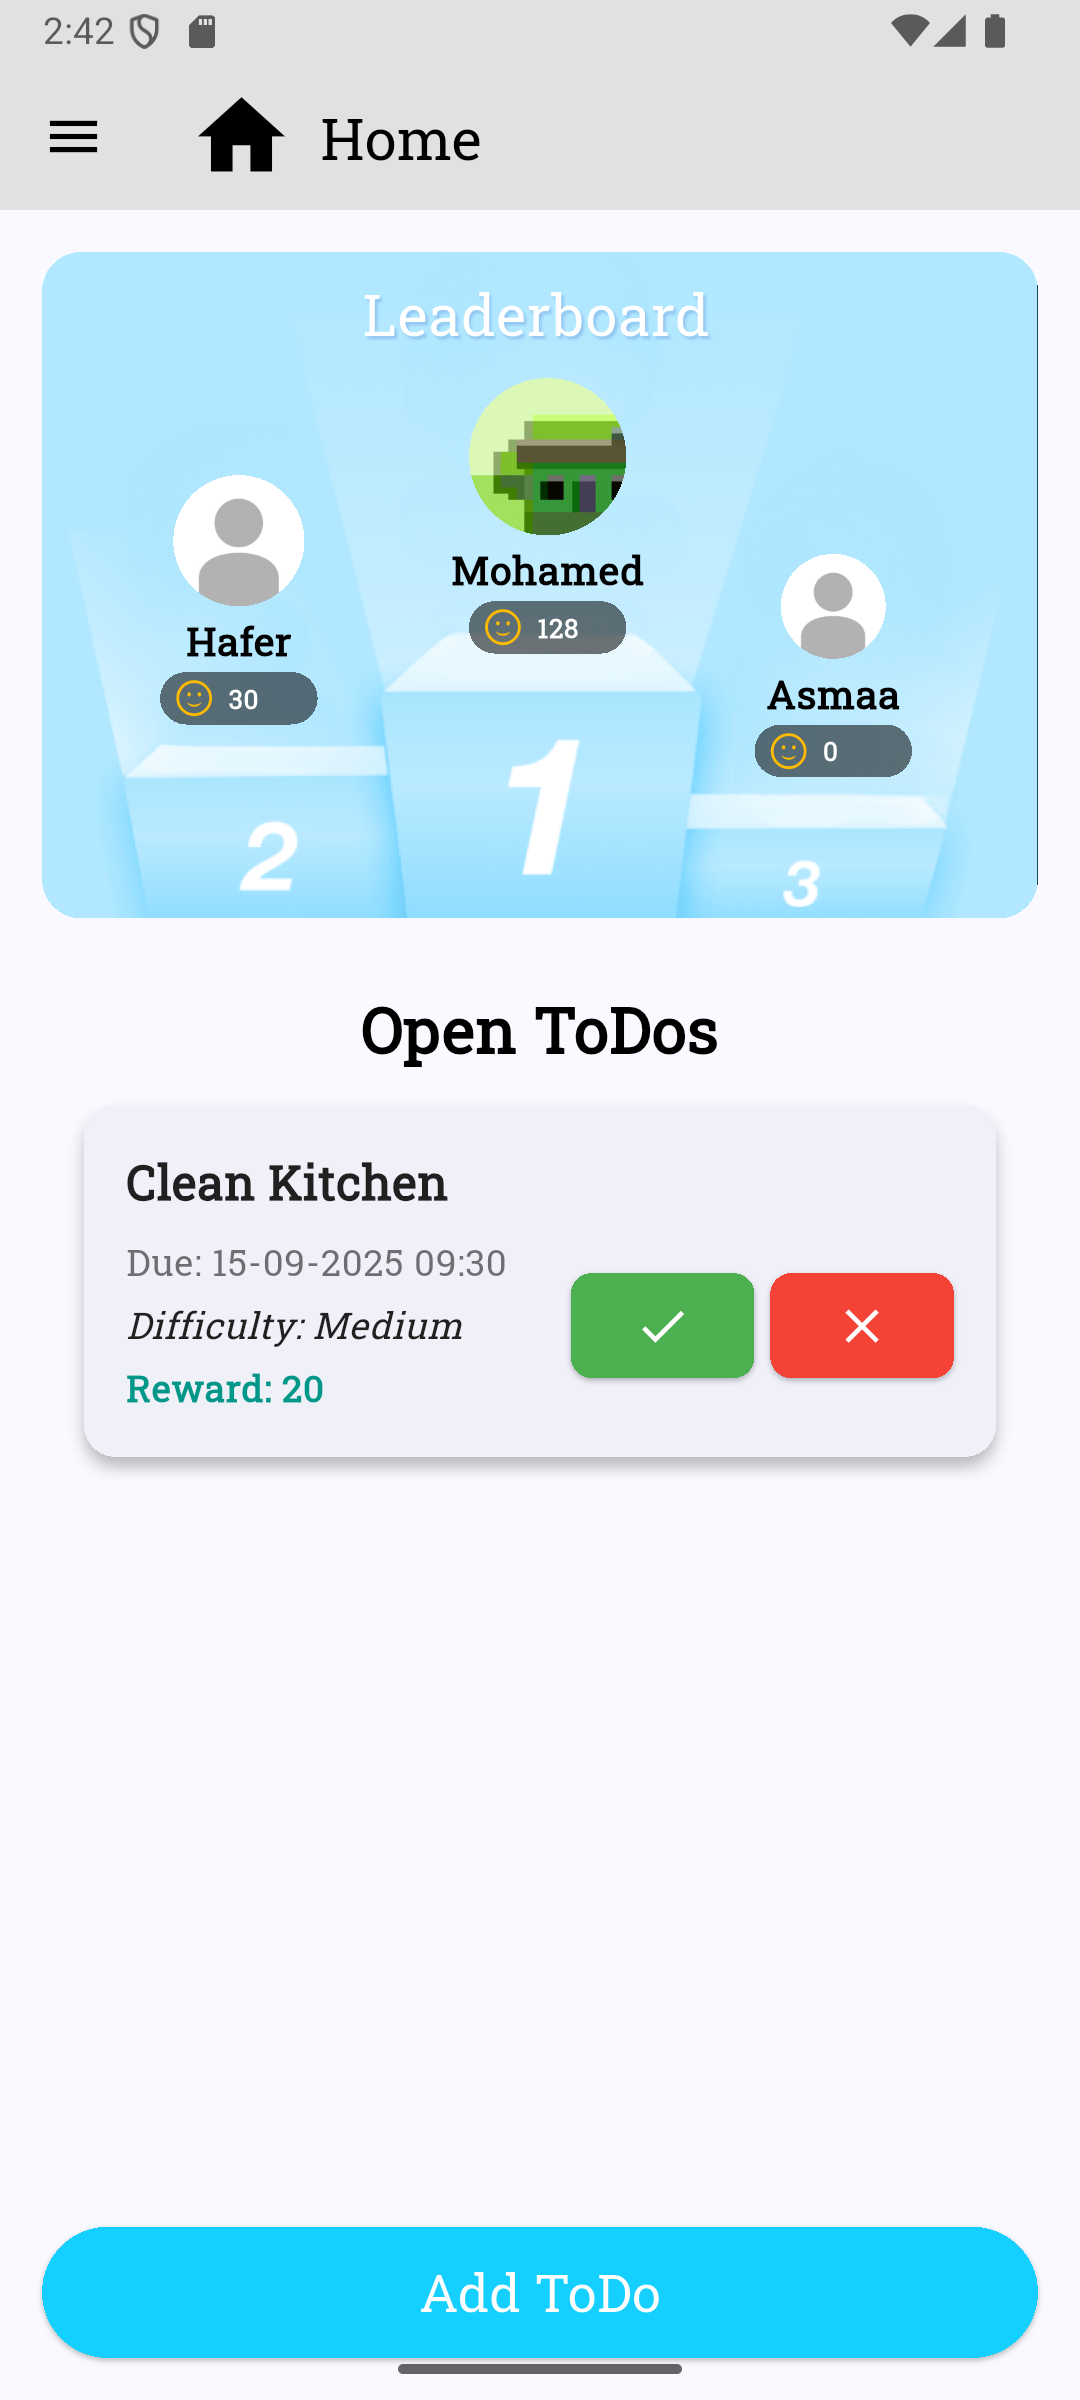 2:42
Home
Leaderboard
Mohamed
128
Hafer
30
Asmaa
0
1
2
3
Open ToDos
Clean Kitchen
Due: 15-09-2025 09:30
Difficulty: Medium
Reward: 20
Add ToDo